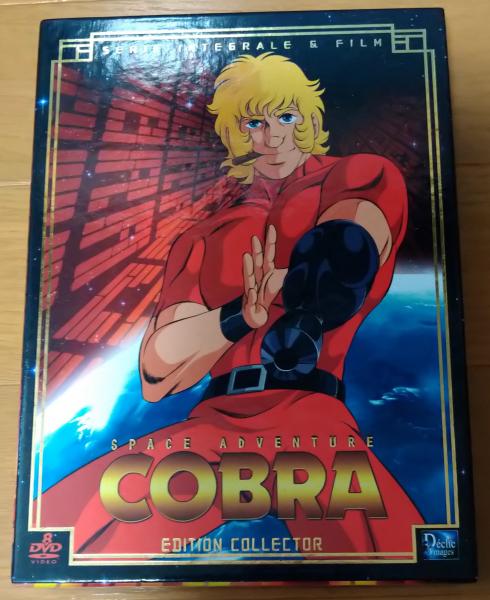 SERIE INTEGRALE & FILM
SPACE ADVENTURE
COBRA
EDITION COLLECTOR
8
DVD
VIDEO
Déclic
Images